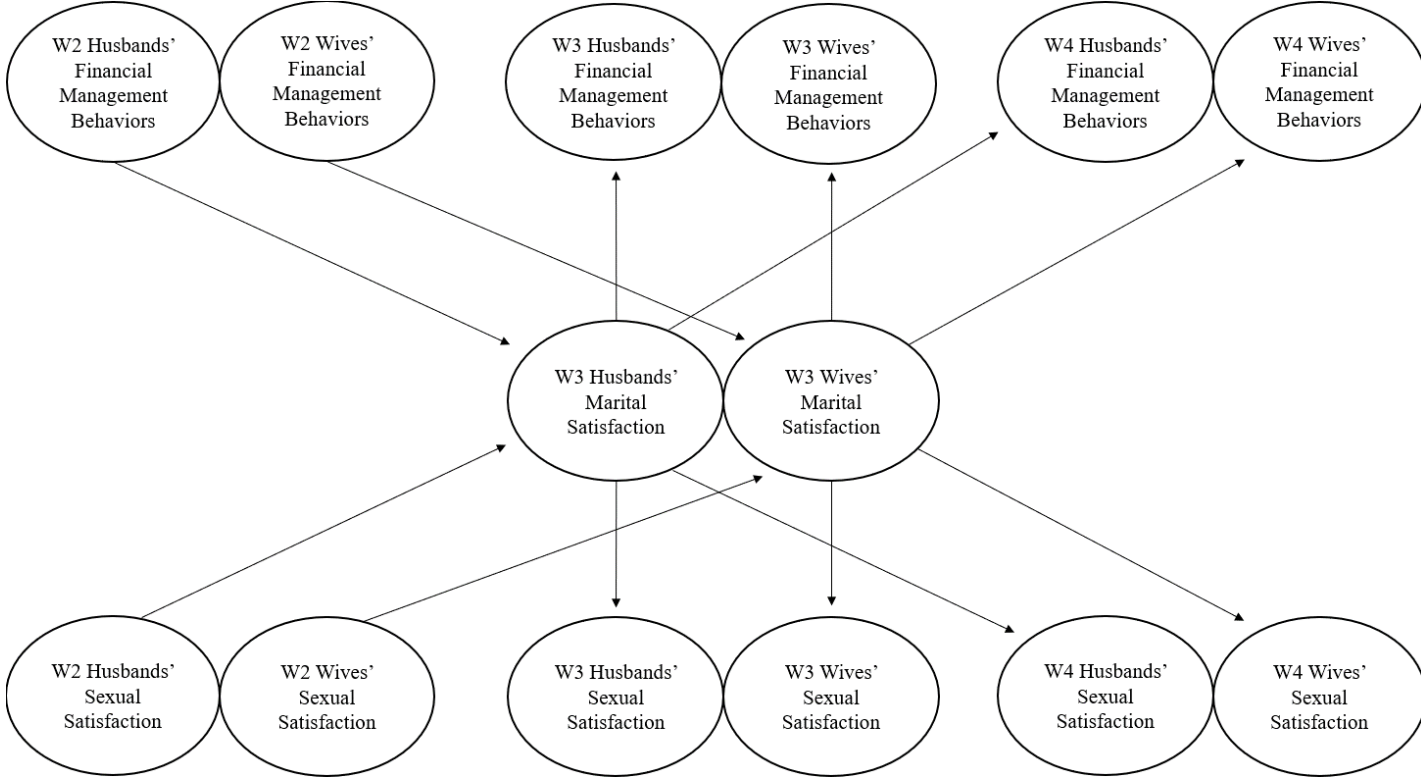 W2 Husbands’
Financial
Management
Behaviors
W2 Wives’
Financial
Management
Behaviors
W3 Husbands’
Financial
Management
Behaviors
W3 Wives’
Financial
Management
Behaviors
W4 Husbands’
Financial
Management
Behaviors
W4 Wives’
Financial
Management
Behaviors
W3 Husbands’
Marital
Satisfaction
W3 Wives’
Marital
Satisfaction
W2 Husbands’
Sexual
Satisfaction
W2 Wives’
Sexual
Satisfaction
W3 Husbands’
Sexual
Satisfaction
W3 Wives’
Sexual
Satisfaction
W4 Husbands’
Sexual
Satisfaction
W4 Wives’
Sexual
Satisfaction